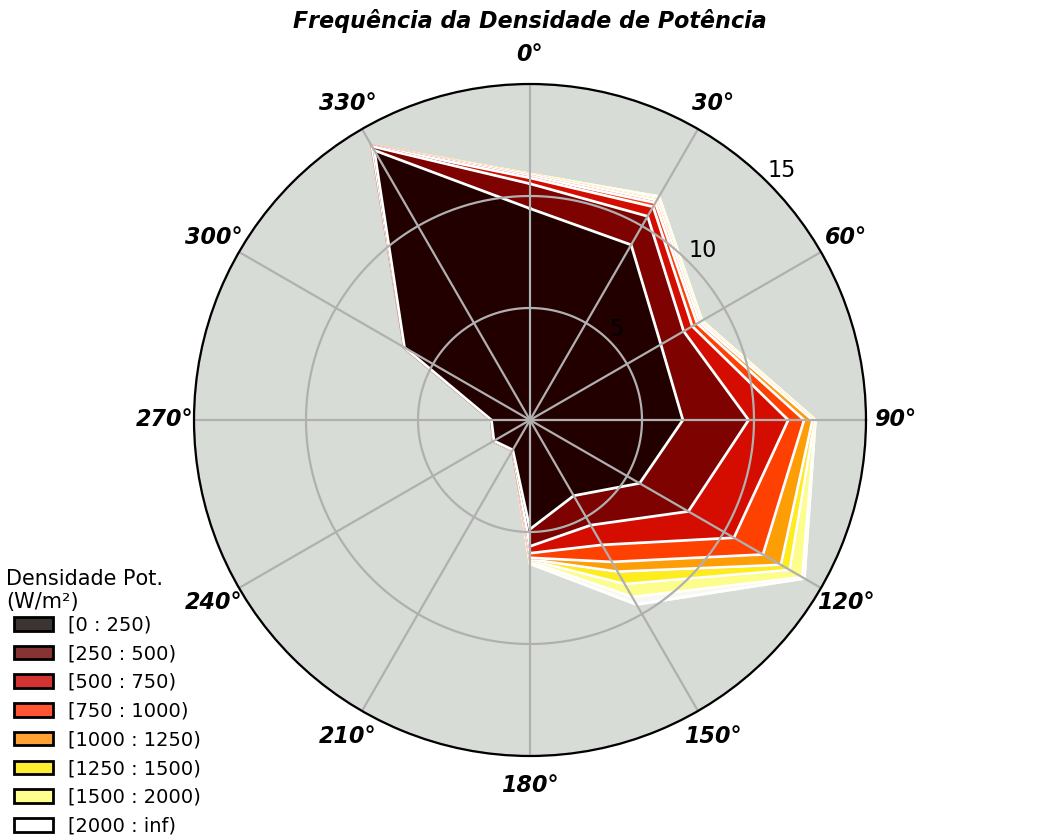 Frequência da Densidade de Potência
0°
330°
30°
15
300°
60°
10
5
270°
90°
Densidade Pot.
(W/m²)
240°
120°
[0 : 250)
[250 : 500)
[500 : 750)
[750 : 1000)
210°
150°
[1000 : 1250)
[1250 : 1500)
180°
[1500 : 2000)
[2000 : inf)